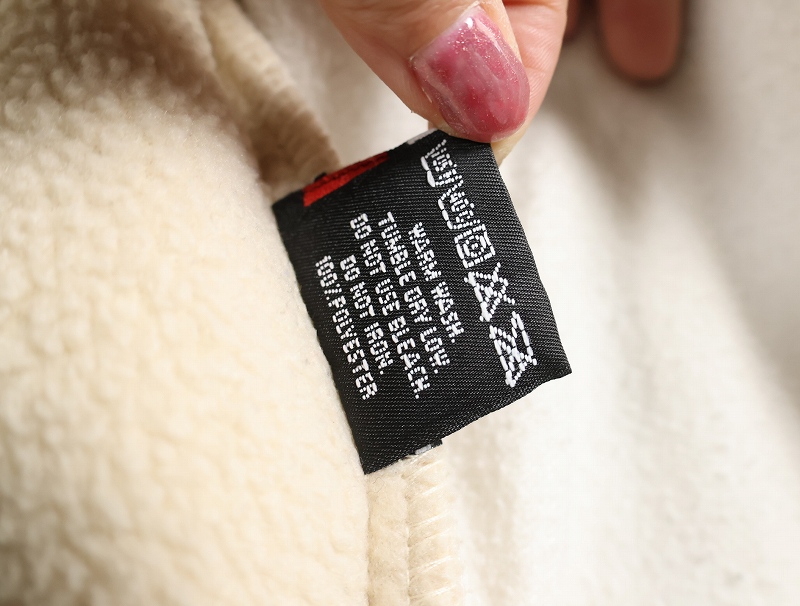 WARM WASH.
TUMBLE DRY LOW.
DO NOT USE BLEACH.
DO NOT IRON.
100% POLYESTER